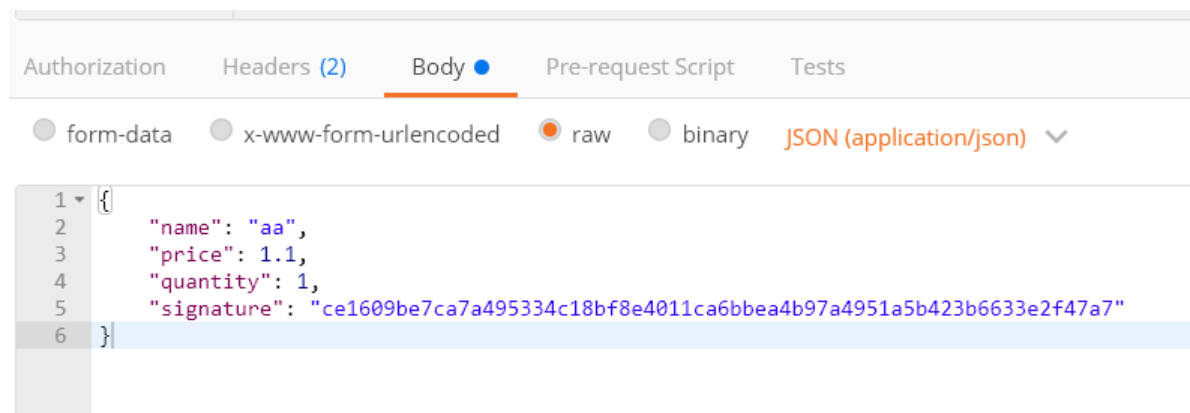 Authorization Headers (2) Body Pre-request Script Tests
form-data x-www-form-urlencoded raw binary JSON (application/json)
1 {
2 "name": "aa",
3 "price": 1.1,
4 "quantity": 1,
5 "signature": "ce1609be7ca7a495334c18bf8e4011ca6bbea4b97a4951a5b423b6633e2f47a7"
6 }